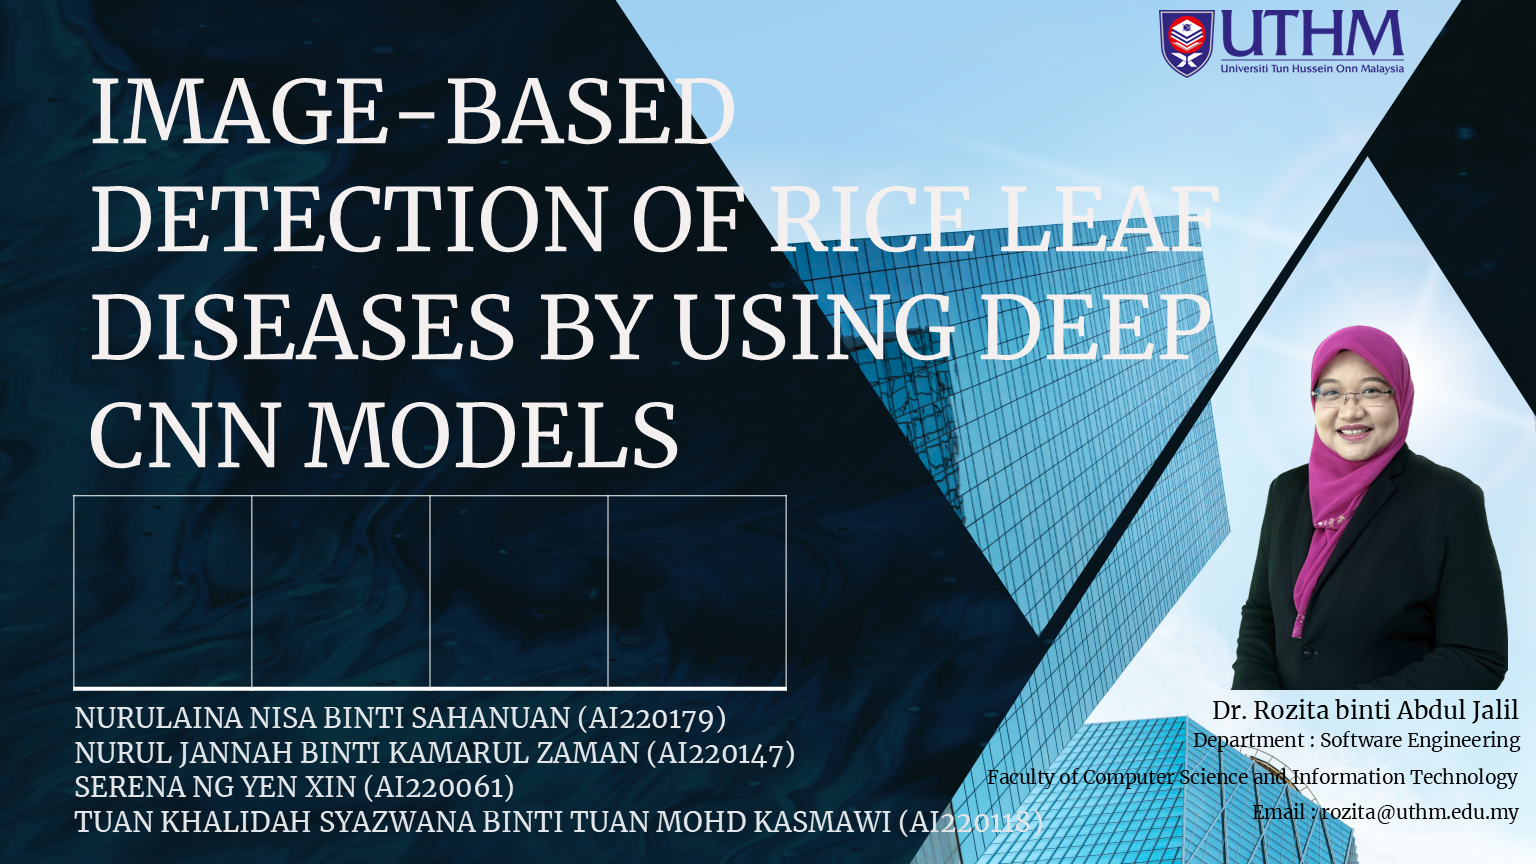 UTHM
Universiti Tun Hussein Onn Malaysia
IMAGE-BASED
DETECTION OF RICE LEAF
DISEASES BY USING DEEP
CNN MODELS
NURULAINA NISA BINTI SAHANUAN (AI220179)
NURUL JANNAH BINTI KAMARUL ZAMAN (AI220147)
SERENA NG YEN XIN (AI220061)
TUAN KHALIDAH SYAZWANA BINTI TUAN MOHD KASMAWI (AI220118)
Dr. Rozita binti Abdul Jalil
Department : Software Engineering
Faculty of Computer Science and Information Technology
Email : rozita@uthm.edu.my